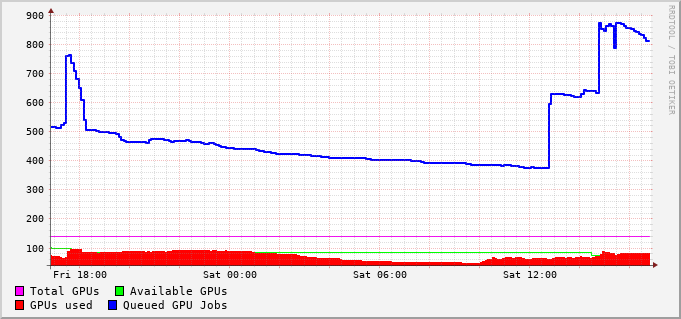 900
800
700
600
500
400
300
200
100
Fri 18:00 Sat 00:00 Sat 06:00 Sat 12:00
Total GPUs Available GPUs
GPUs used Queued GPU Jobs
RRDTOOL / TOBI OETIKER